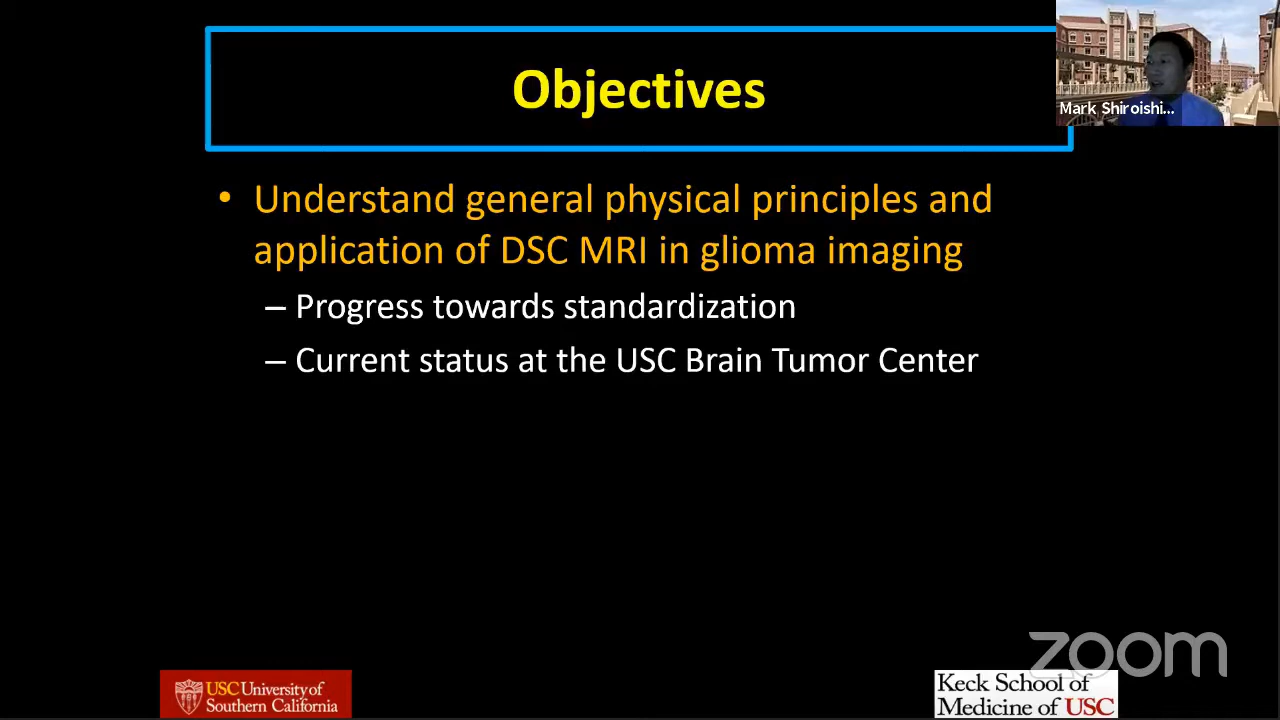 Objectives
Mark Shiroishi...
• Understand general physical principles and
application of DSC MRI in glioma imaging
– Progress towards standardization
– Current status at the USC Brain Tumor Center
zoom
USC University of
Southern California
Keck School of
Medicine of USC